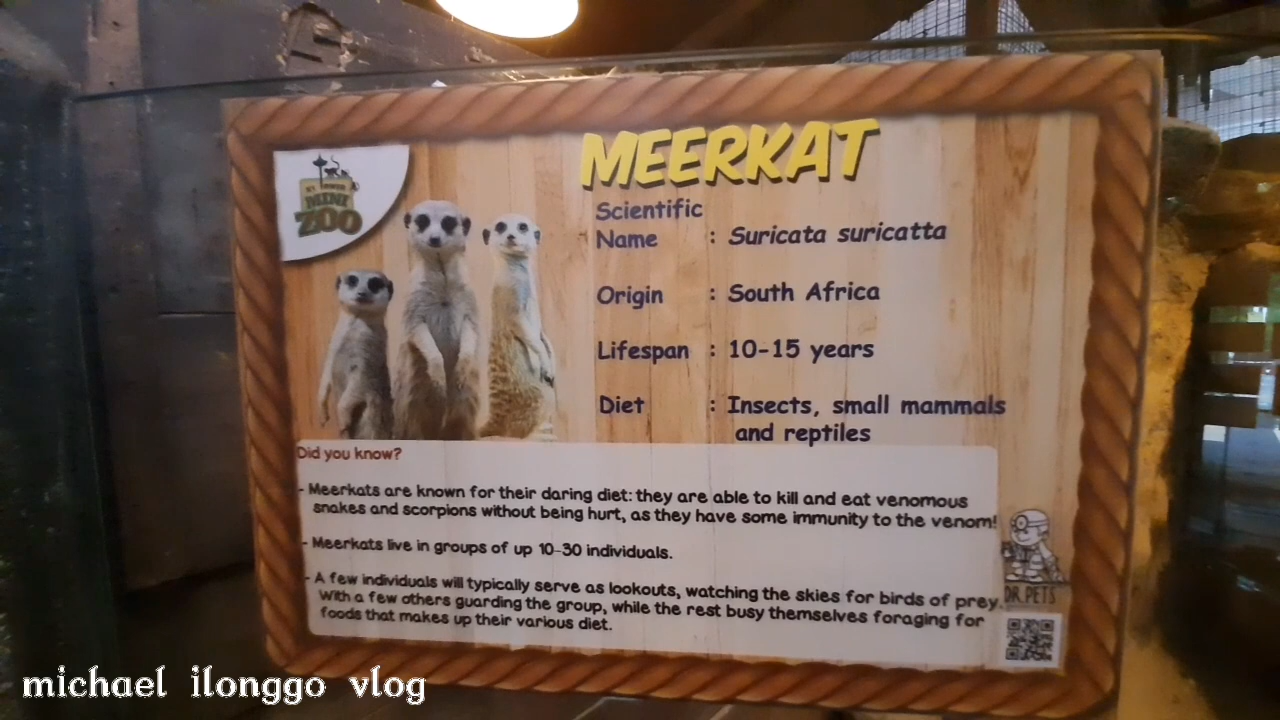 MEERKAT
MINI
ZOO
Scientific
Name : Suricata suricatta
Origin : South Africa
Lifespan : 10-15 years
Diet : Insects, small mammals
and reptiles
Did you know?
- Meerkats are known for their daring diet: they are able to kill and eat venomous
snakes and scorpions without being hurt, as they have some immunity to the venom!
- Meerkats live in groups of up 10-30 individuals.
- A few individuals will typically serve as lookouts, watching the skies for birds of prey.
With a few others guarding the group, while the rest busy themselves foraging for
foods that makes up their various diet.
DR.PETS
michael ilonggo vlog